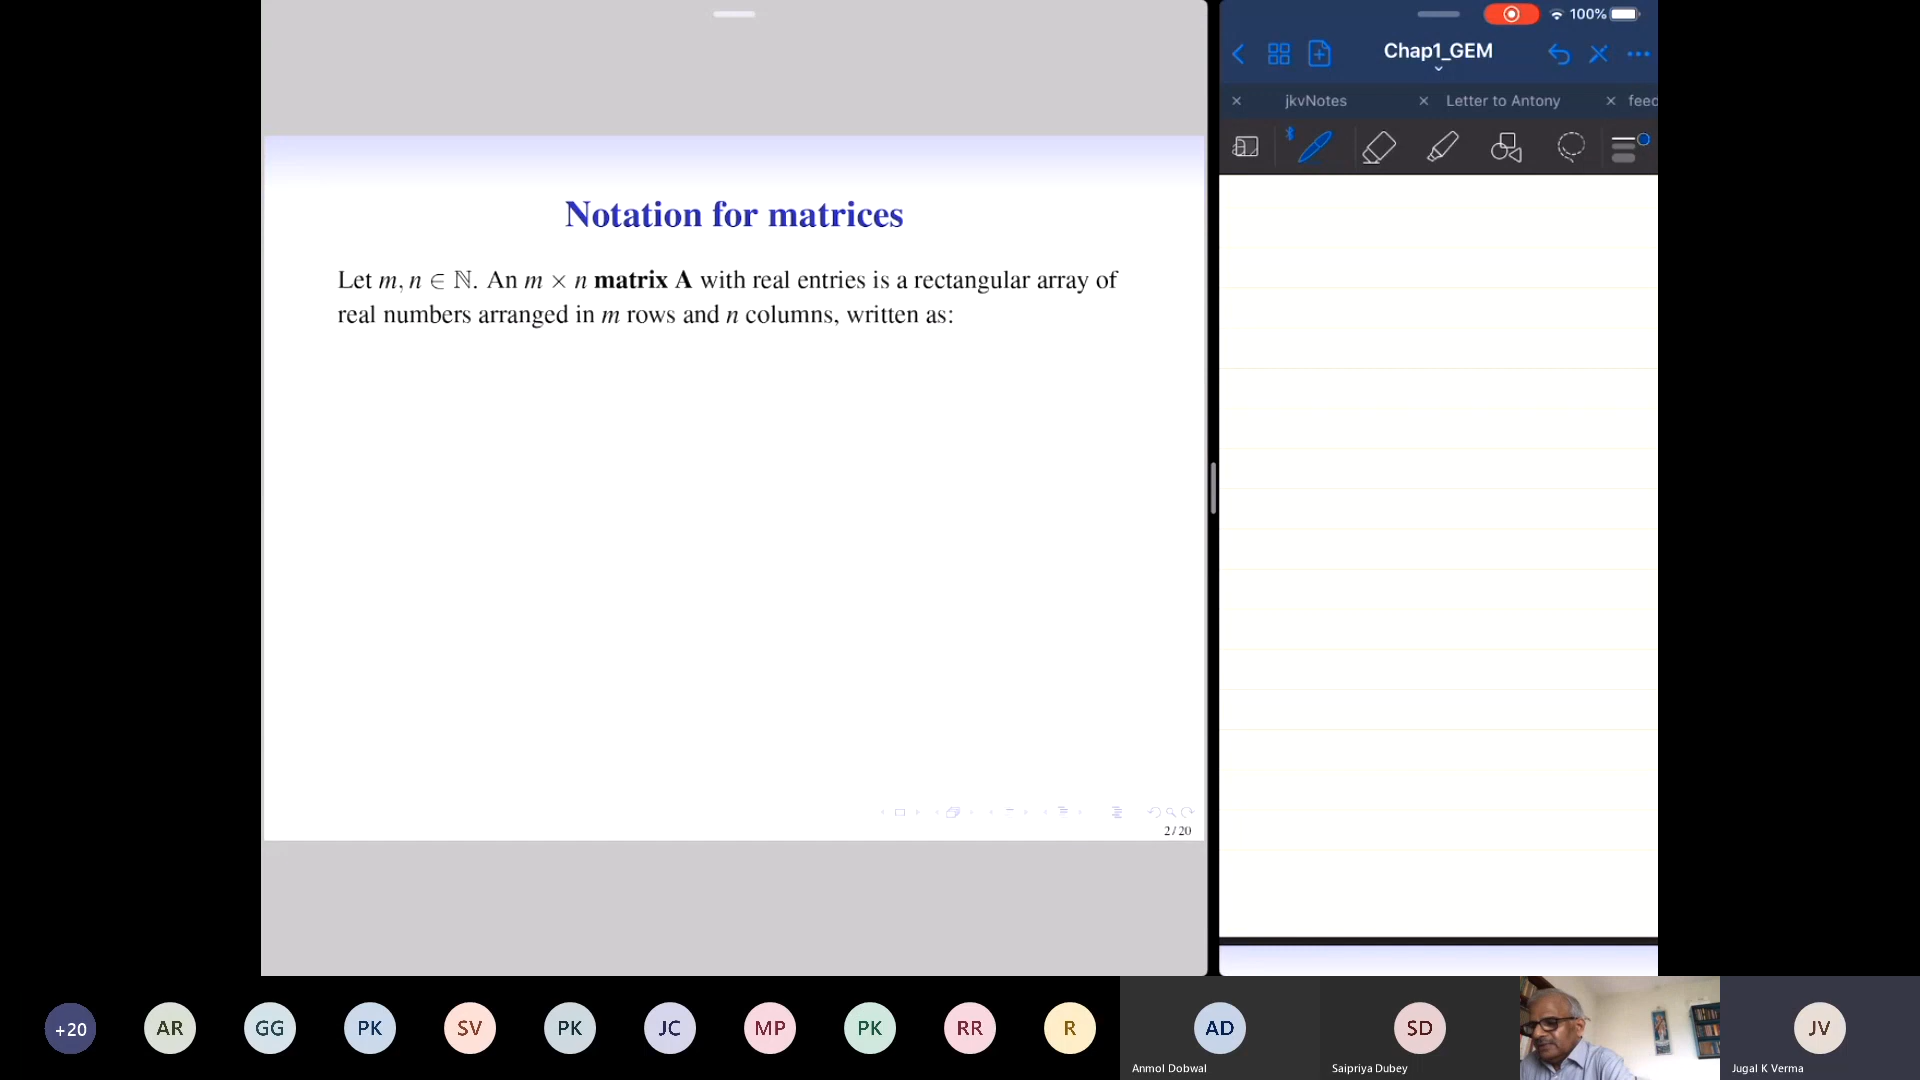 Notation for matrices
Let m, n ∈ ℕ. An m × n matrix A with real entries is a rectangular array of
real numbers arranged in m rows and n columns, written as:
2 / 20
100%
Chap1_GEM
jkvNotes
Letter to Antony
feed
+20
AR
GG
PK
SV
PK
JC
MP
PK
RR
R
AD
Anmol Dobwal
SD
Saipriya Dubey
JV
Jugal K Verma